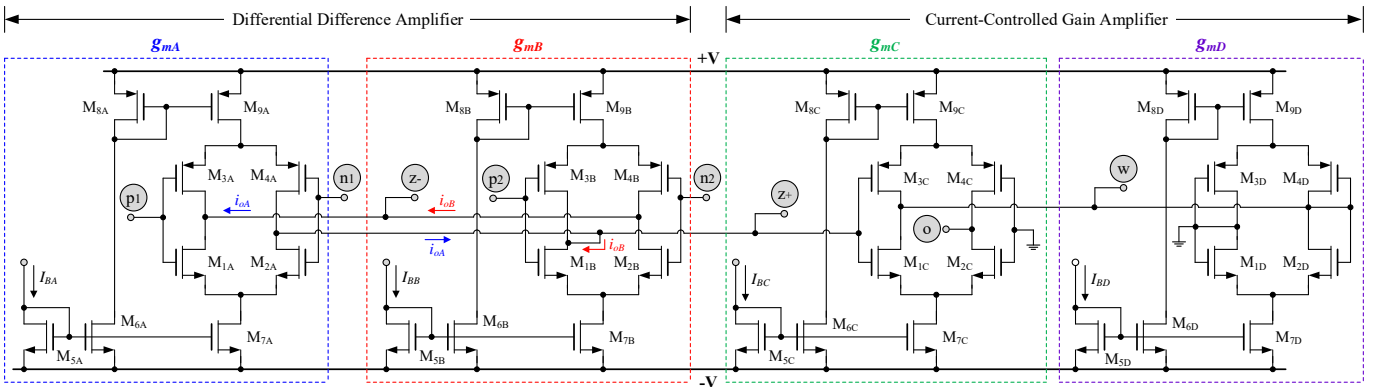 Differential Difference Amplifier
Current-Controlled Gain Amplifier
gmA
gmB
gmC
gmD
+V
M8A
M9A
M8B
M9B
M8C
M9C
M8D
M9D
M3A
M4A
n1
z-
p2
M3B
M4B
n2
z+
M3C
M4C
w
M3D
M4D
p1
ioA
ioB
o
ioA
ioB
M1A
M2A
M1B
M2B
M1C
M2C
M1D
M2D
IBA
IBB
IBC
IBD
M6A
M7A
M6B
M7B
M6C
M7C
M6D
M7D
M5A
M5B
M5C
M5D
-V